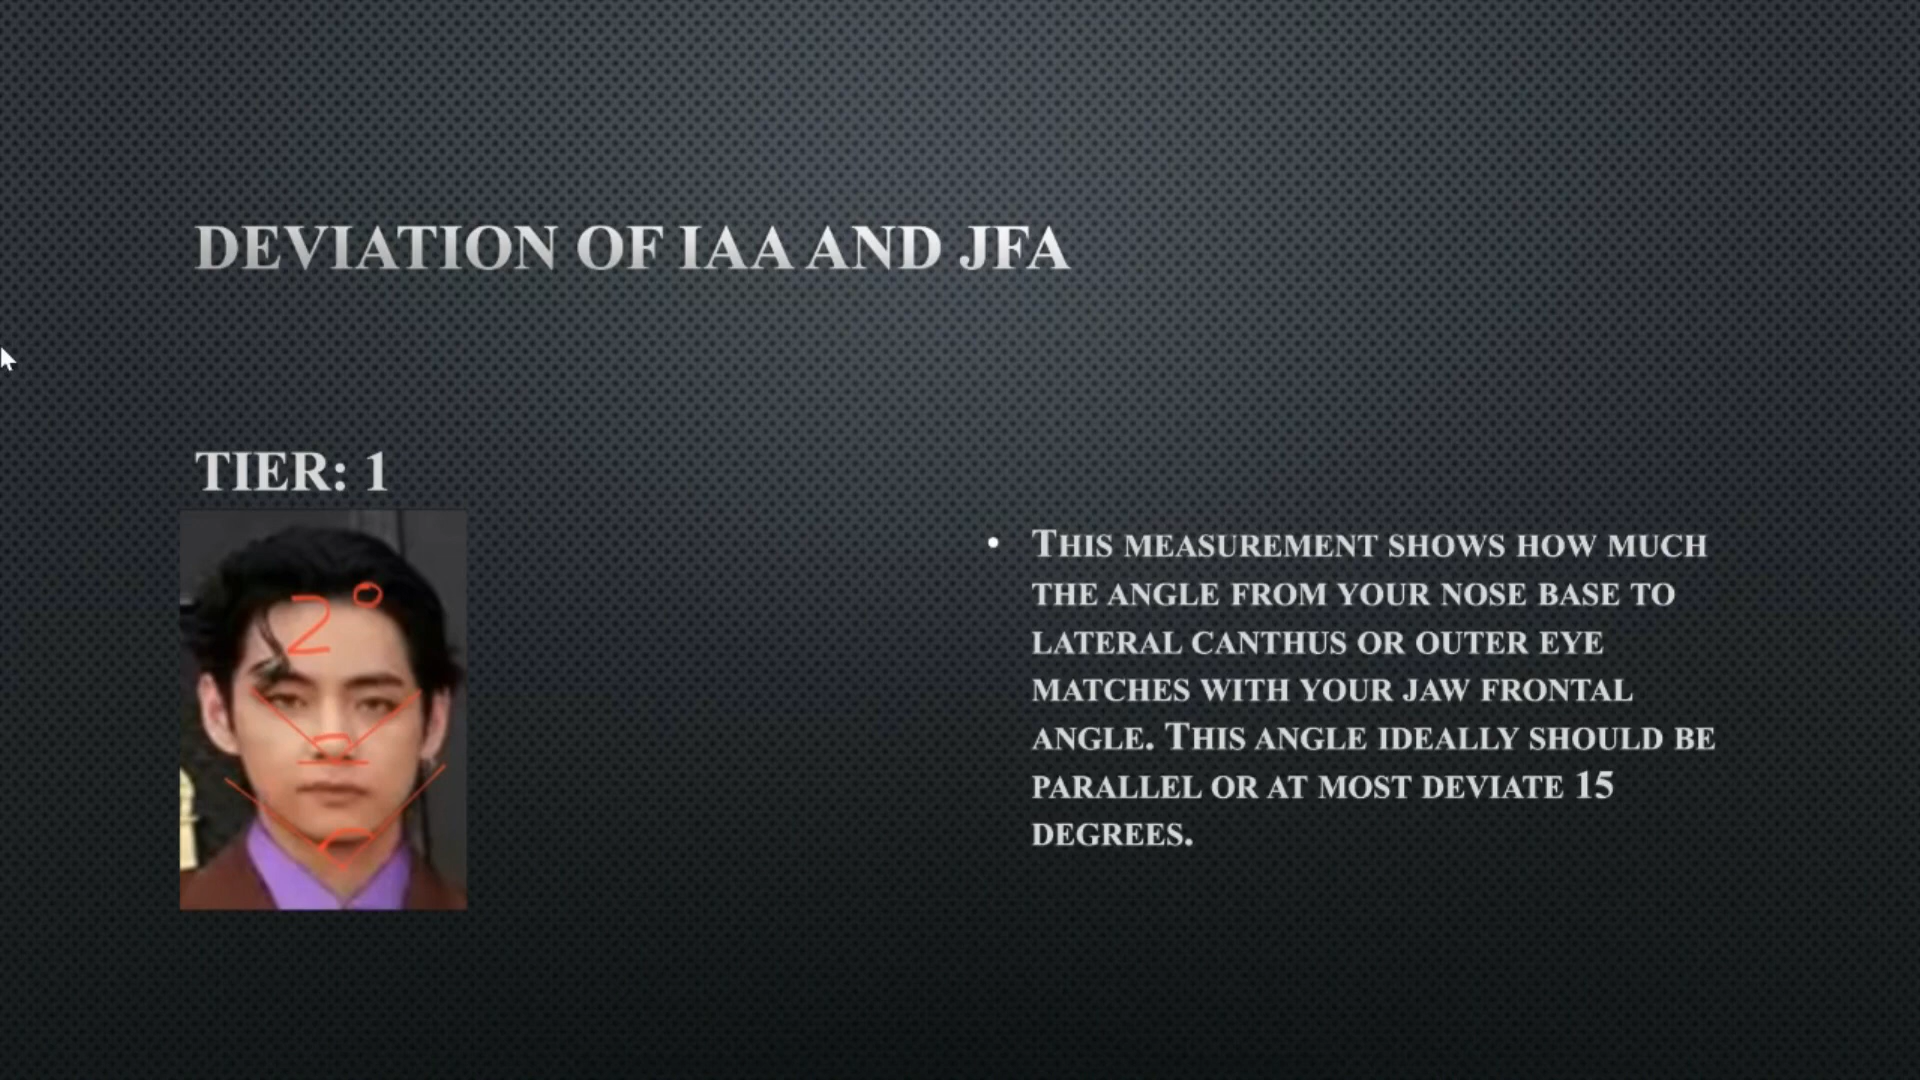 DEVIATION OF IAA AND JFA
TIER: 1
2°
• THIS MEASUREMENT SHOWS HOW MUCH
THE ANGLE FROM YOUR NOSE BASE TO
LATERAL CANTHUS OR OUTER EYE
MATCHES WITH YOUR JAW FRONTAL
ANGLE. THIS ANGLE IDEALLY SHOULD BE
PARALLEL OR AT MOST DEVIATE 15
DEGREES.